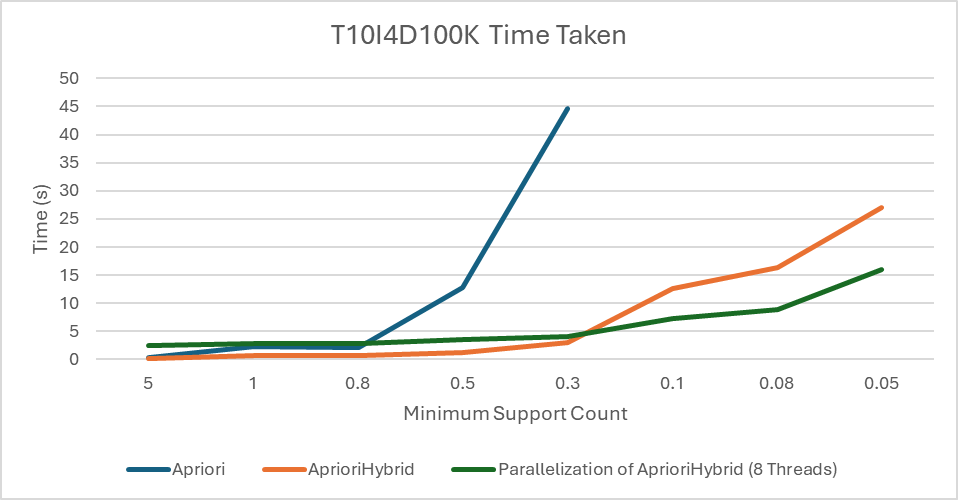 T10I4D100K Time Taken
50
45
40
35
30
25
20
15
10
5
0
Time (s)
5 1 0.8 0.5 0.3 0.1 0.08 0.05
Minimum Support Count
Apriori AprioriHybrid Parallelization of AprioriHybrid (8 Threads)